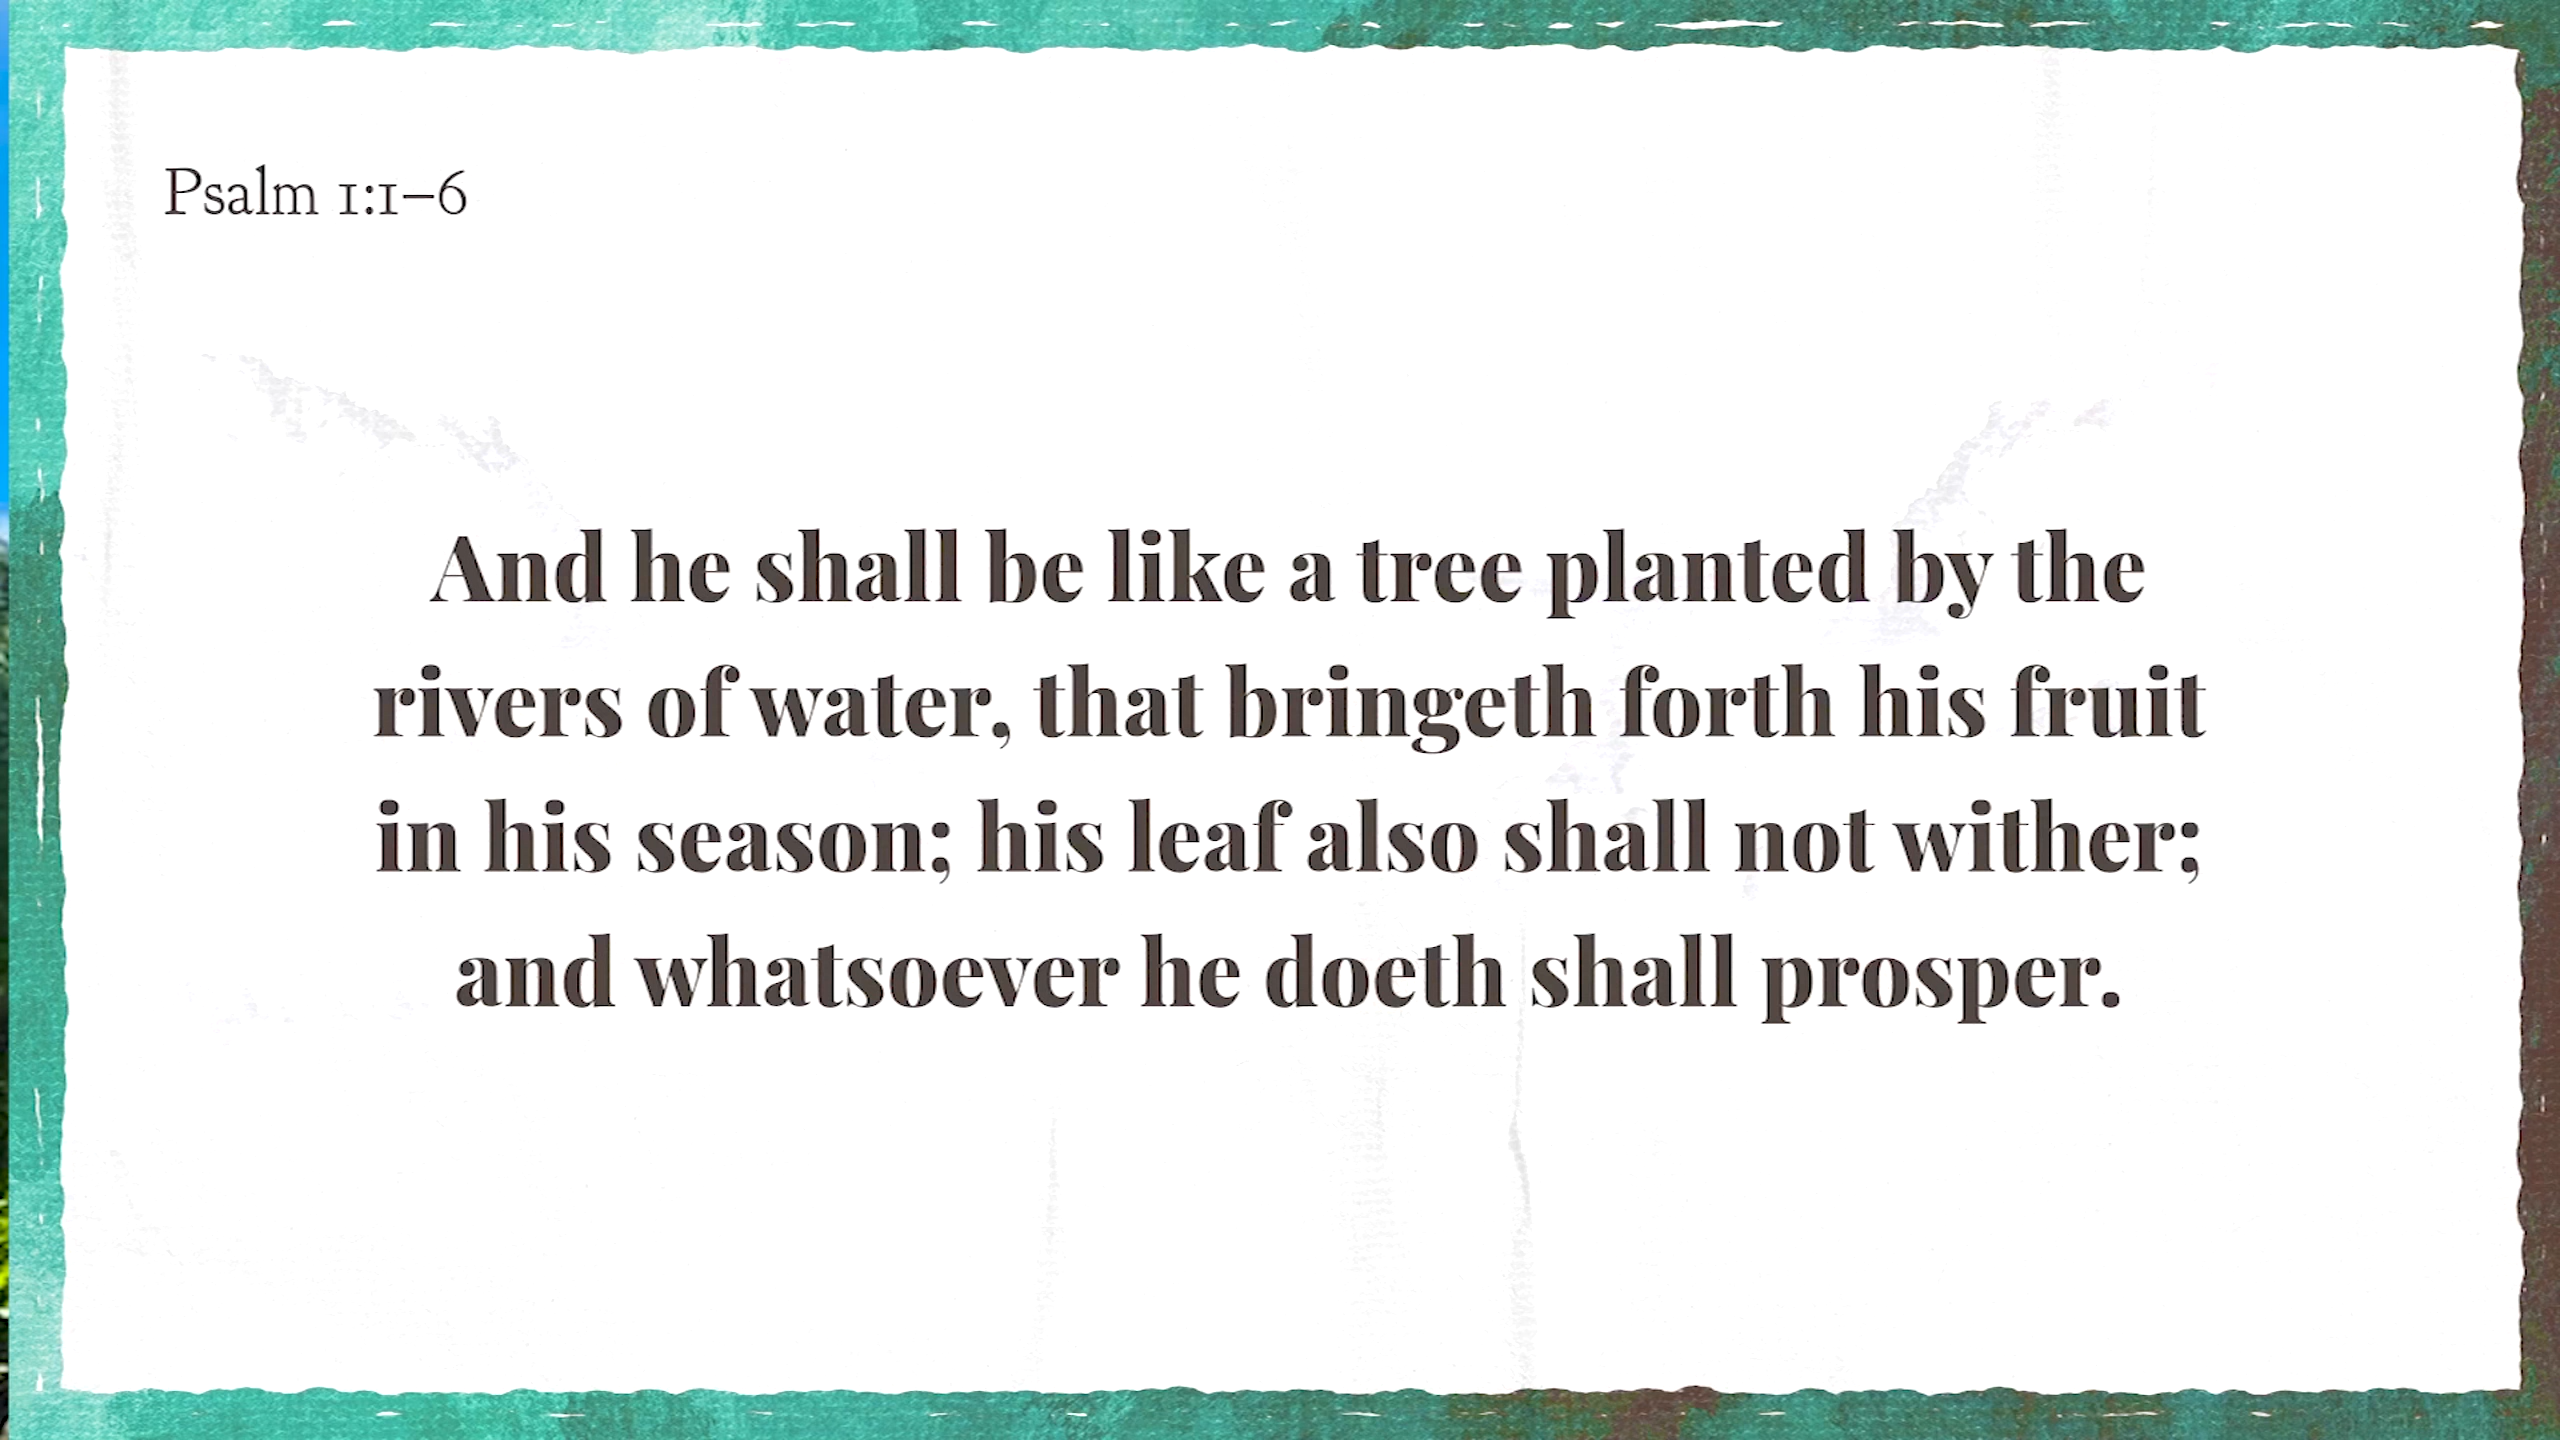 Psalm 1:1–6
And he shall be like a tree planted by the
rivers of water, that bringeth forth his fruit
in his season; his leaf also shall not wither;
and whatsoever he doeth shall prosper.